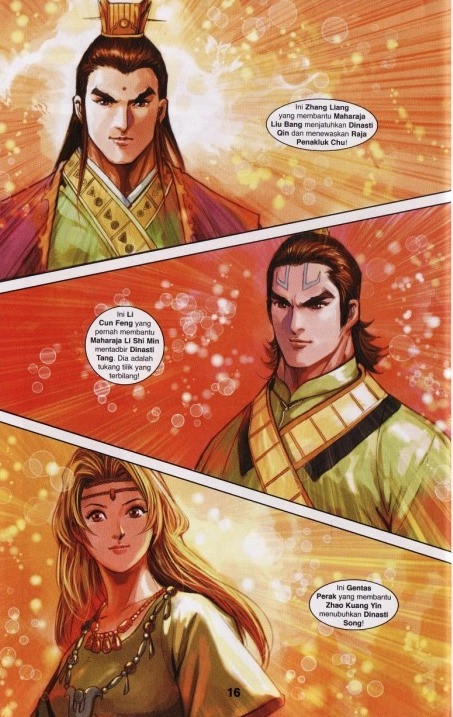 Ini Zhang Liang
yang membantu Maharaja
Liu Bang menjatuhkan Dinasti
Qin dan menewaskan Raja
Penakluk Chu!
Ini Li
Cun Feng yang
pernah membantu
Maharaja Li Shi Min
mentadbir Dinasti
Tang. Dia adalah
tukang tilik yang
terbilang!
Ini Gentas
Perak yang membantu
Zhao Kuang Yin
menubuhkan Dinasti
Song!
16